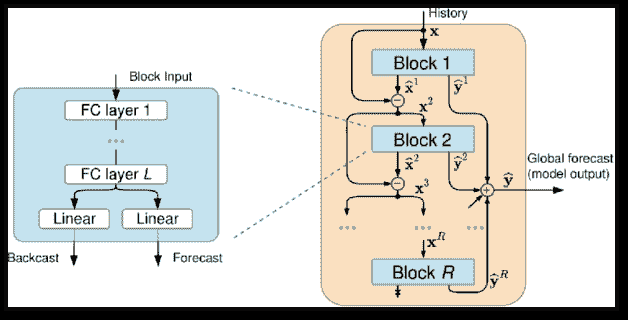 Block Input
FC layer 1
...
FC layer L
Linear
Linear
Backcast
Forecast
History
x
Block 1
x̂¹
ŷ¹
−
x²
Block 2
x̂²
ŷ²
−
x³
+
ŷ
Global forecast
(model output)
...
...
...
xᴿ
Block R
ŷᴿ